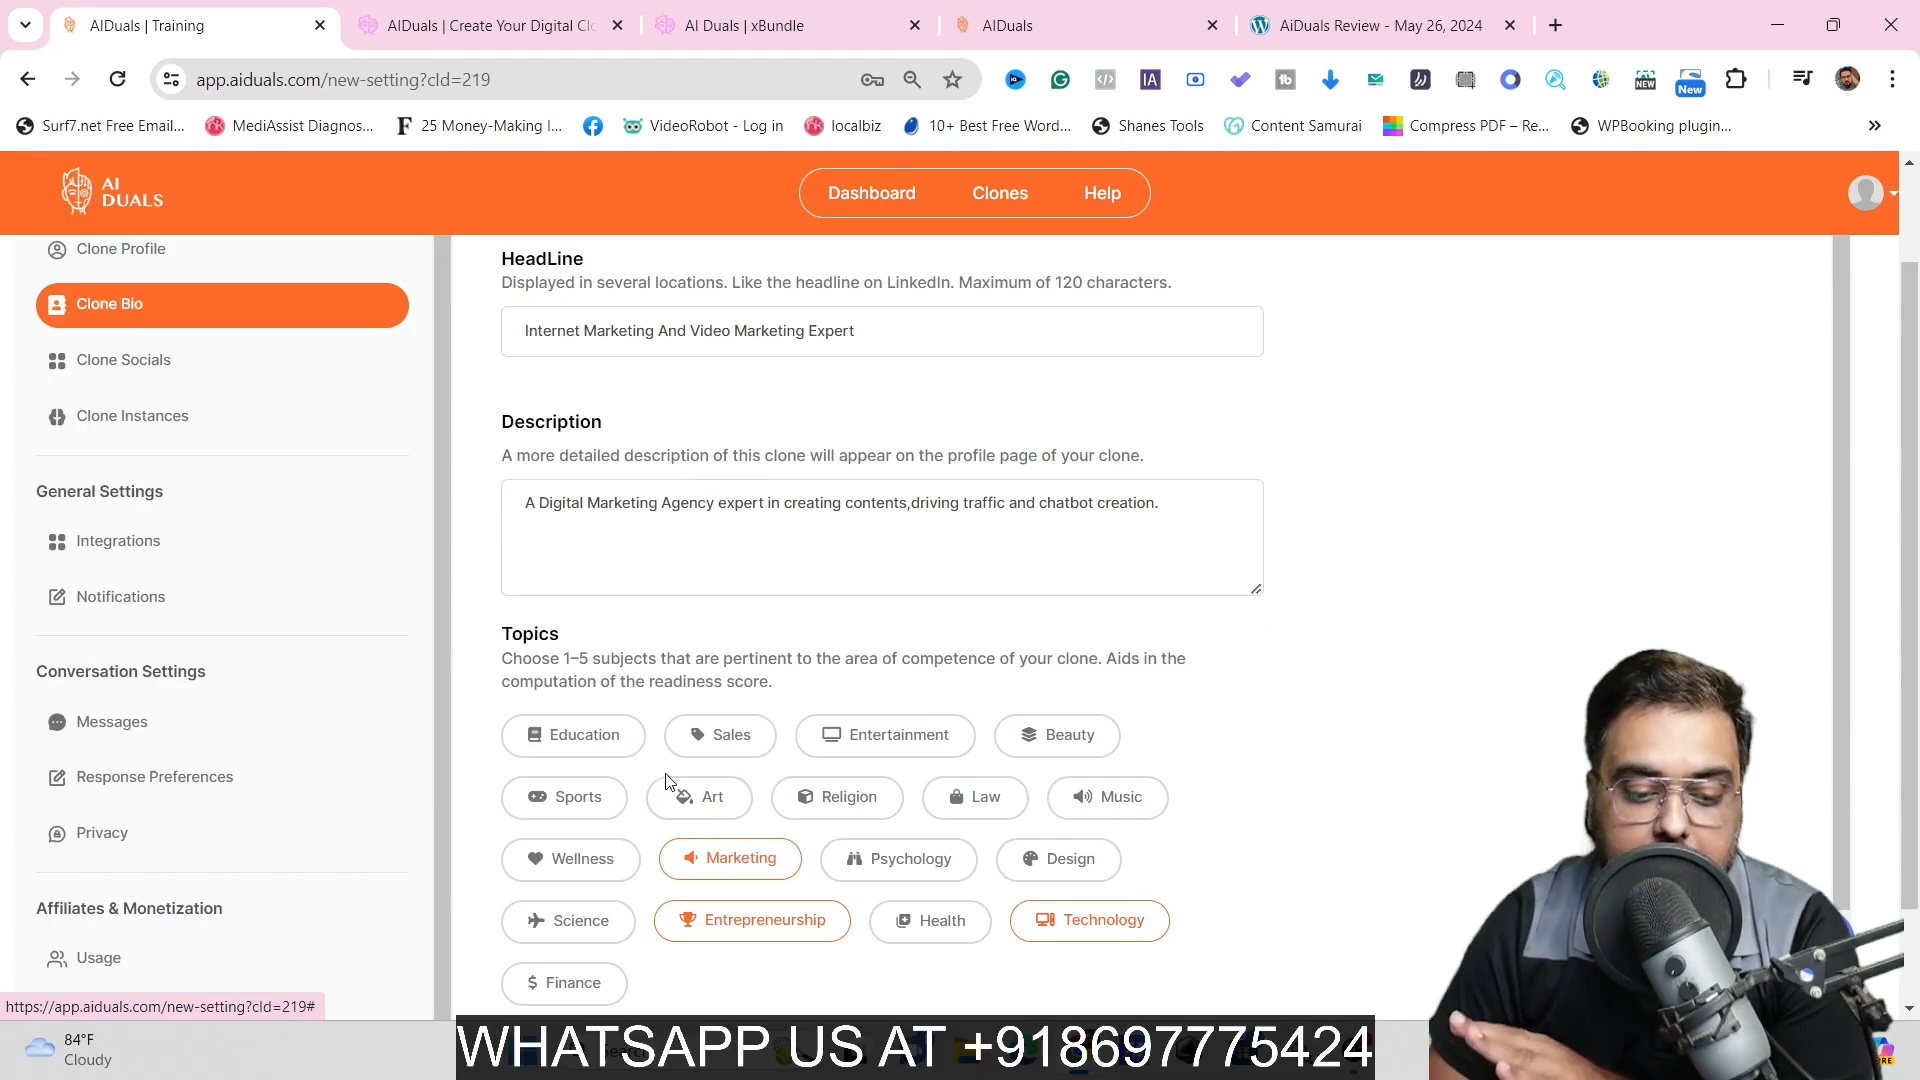 AIDuals | Training
AIDuals | Create Your Digital Clo
AI Duals | xBundle
AIDuals
AiDuals Review - May 26, 2024
app.aiduals.com/new-setting?cId=219
Surf7.net Free Email...
MediAssist Diagnos...
25 Money-Making I...
VideoRobot - Log in
localbiz
10+ Best Free Word...
Shanes Tools
Content Samurai
Compress PDF – Re...
WPBooking plugin...
AI
DUALS
Dashboard
Clones
Help
Clone Profile
Clone Bio
Clone Socials
Clone Instances
General Settings
Integrations
Notifications
Conversation Settings
Messages
Response Preferences
Privacy
Affiliates & Monetization
Usage
HeadLine
Displayed in several locations. Like the headline on LinkedIn. Maximum of 120 characters.
Internet Marketing And Video Marketing Expert
Description
A more detailed description of this clone will appear on the profile page of your clone.
A Digital Marketing Agency expert in creating contents,driving traffic and chatbot creation.
Topics
Choose 1–5 subjects that are pertinent to the area of competence of your clone. Aids in the
computation of the readiness score.
Education
Sales
Entertainment
Beauty
Sports
Art
Religion
Law
Music
Wellness
Marketing
Psychology
Design
Science
Entrepreneurship
Health
Technology
Finance
https://app.aiduals.com/new-setting?cId=219#
84°F
Cloudy
WHATSAPP US AT +918697775424